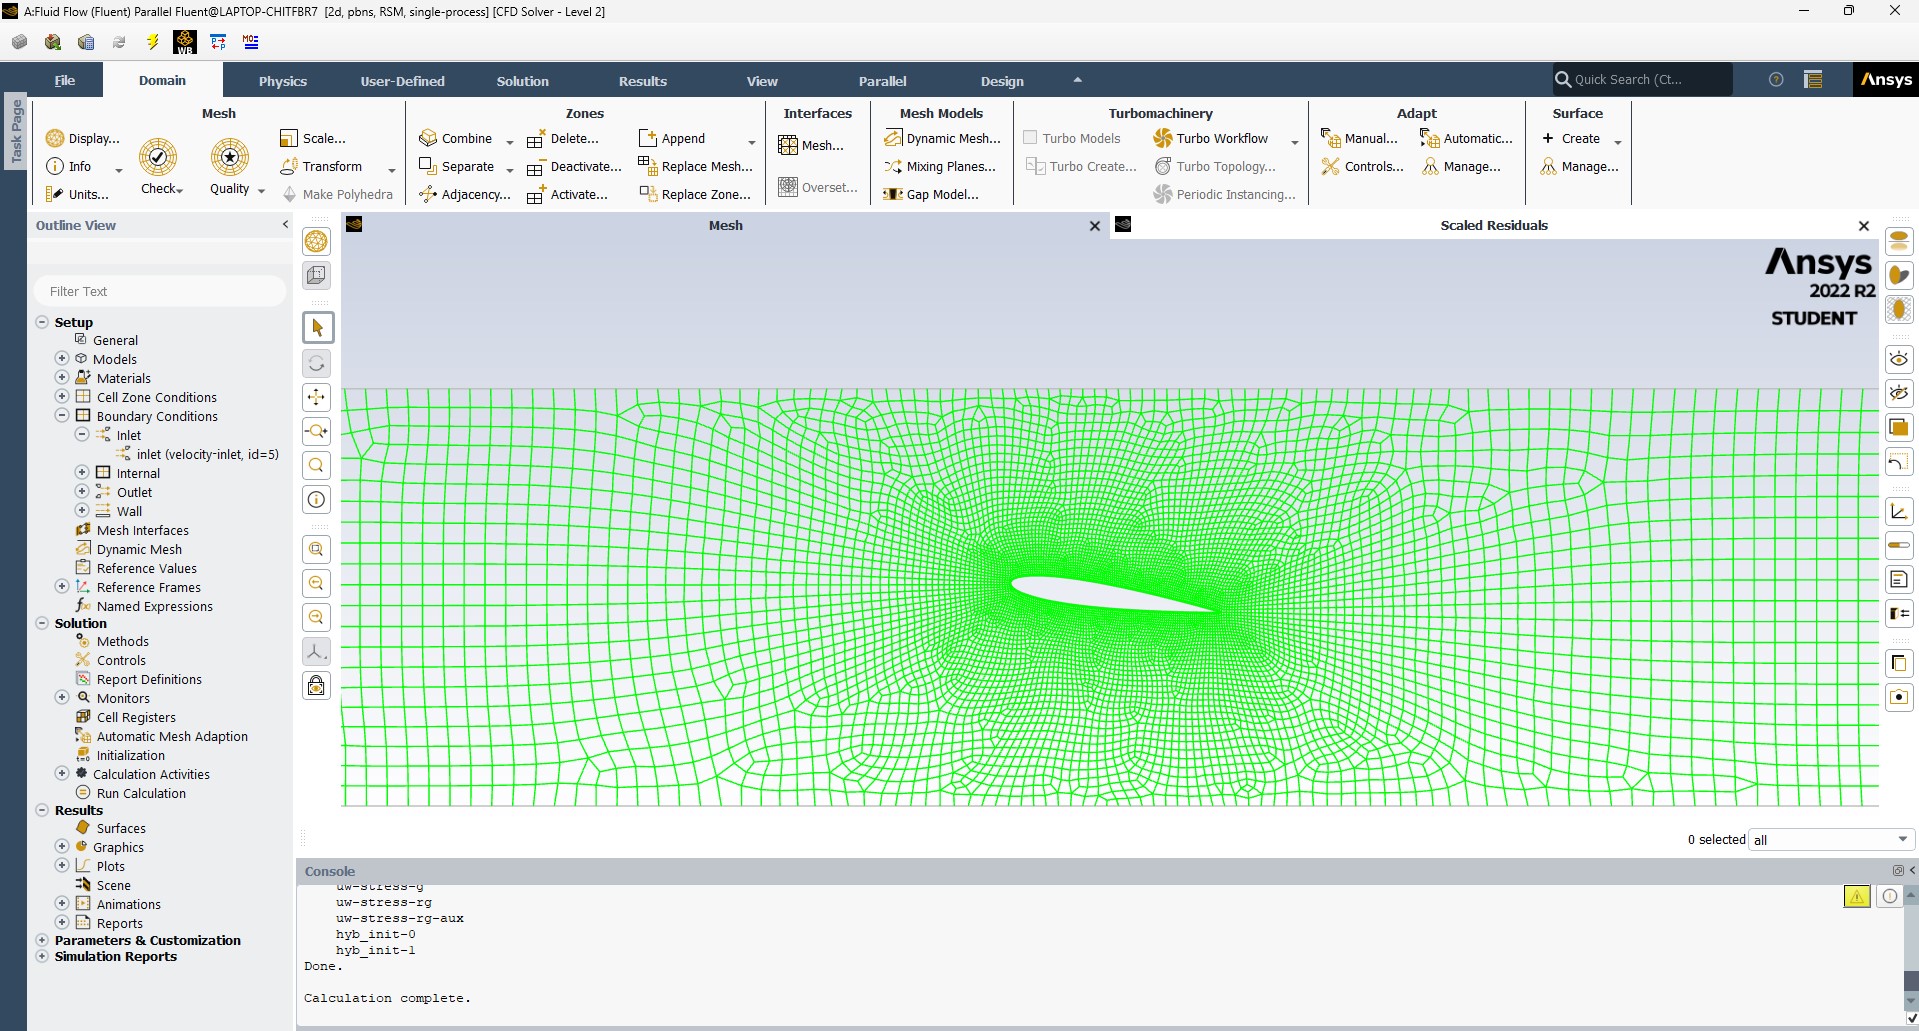 A:Fluid Flow (Fluent) Parallel Fluent@LAPTOP-CHITFBR7 [2d, pbns, RSM, single-process] [CFD Solver - Level 2]
WB
File Domain Physics User-Defined Solution Results View Parallel Design
Quick Search (Ct...
Ansys
Task Page
Mesh
Display...
Info
Units...
Check
Quality
Scale...
Transform
Make Polyhedra
Zones
Combine
Delete...
Append
Separate
Deactivate...
Replace Mesh...
Adjacency...
Activate...
Replace Zone...
Interfaces
Mesh...
Overset...
Mesh Models
Dynamic Mesh...
Mixing Planes...
Gap Model...
Turbomachinery
Turbo Models
Turbo Workflow
Turbo Create...
Turbo Topology...
Periodic Instancing...
Adapt
Manual...
Automatic...
Controls...
Manage...
Surface
Create
Manage...
Outline View
Filter Text
Setup
General
Models
Materials
Cell Zone Conditions
Boundary Conditions
Inlet
inlet (velocity-inlet, id=5)
Internal
Outlet
Wall
Mesh Interfaces
Dynamic Mesh
Reference Values
Reference Frames
Named Expressions
Solution
Methods
Controls
Report Definitions
Monitors
Cell Registers
Automatic Mesh Adaption
Initialization
Calculation Activities
Run Calculation
Results
Surfaces
Graphics
Plots
Scene
Animations
Reports
Parameters & Customization
Simulation Reports
Mesh
Scaled Residuals
Ansys
2022 R2
STUDENT
0 selected all
Console
uw-stress-g
uw-stress-rg
uw-stress-rg-aux
hyb_init-0
hyb_init-1
Done.
Calculation complete.